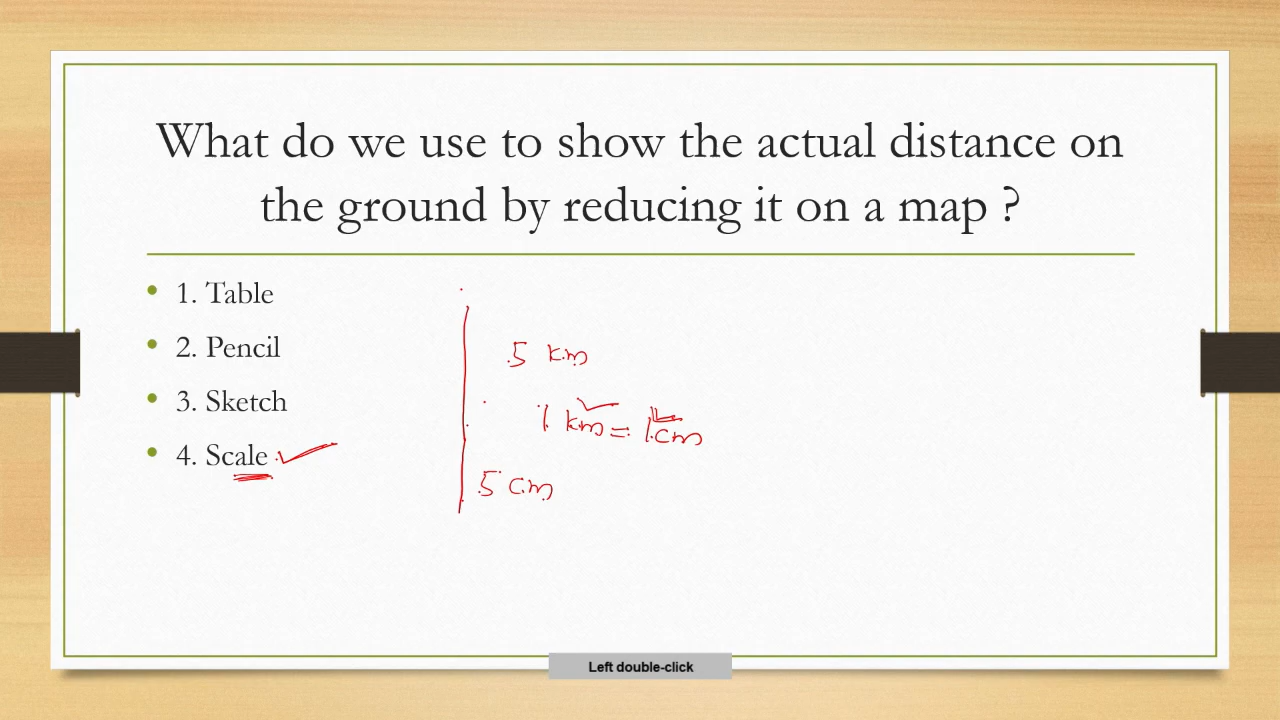 What do we use to show the actual distance on
the ground by reducing it on a map ?
• 1. Table
• 2. Pencil
• 3. Sketch
• 4. Scale
5 km
1 km = 1 cm
5 cm
Left double-click